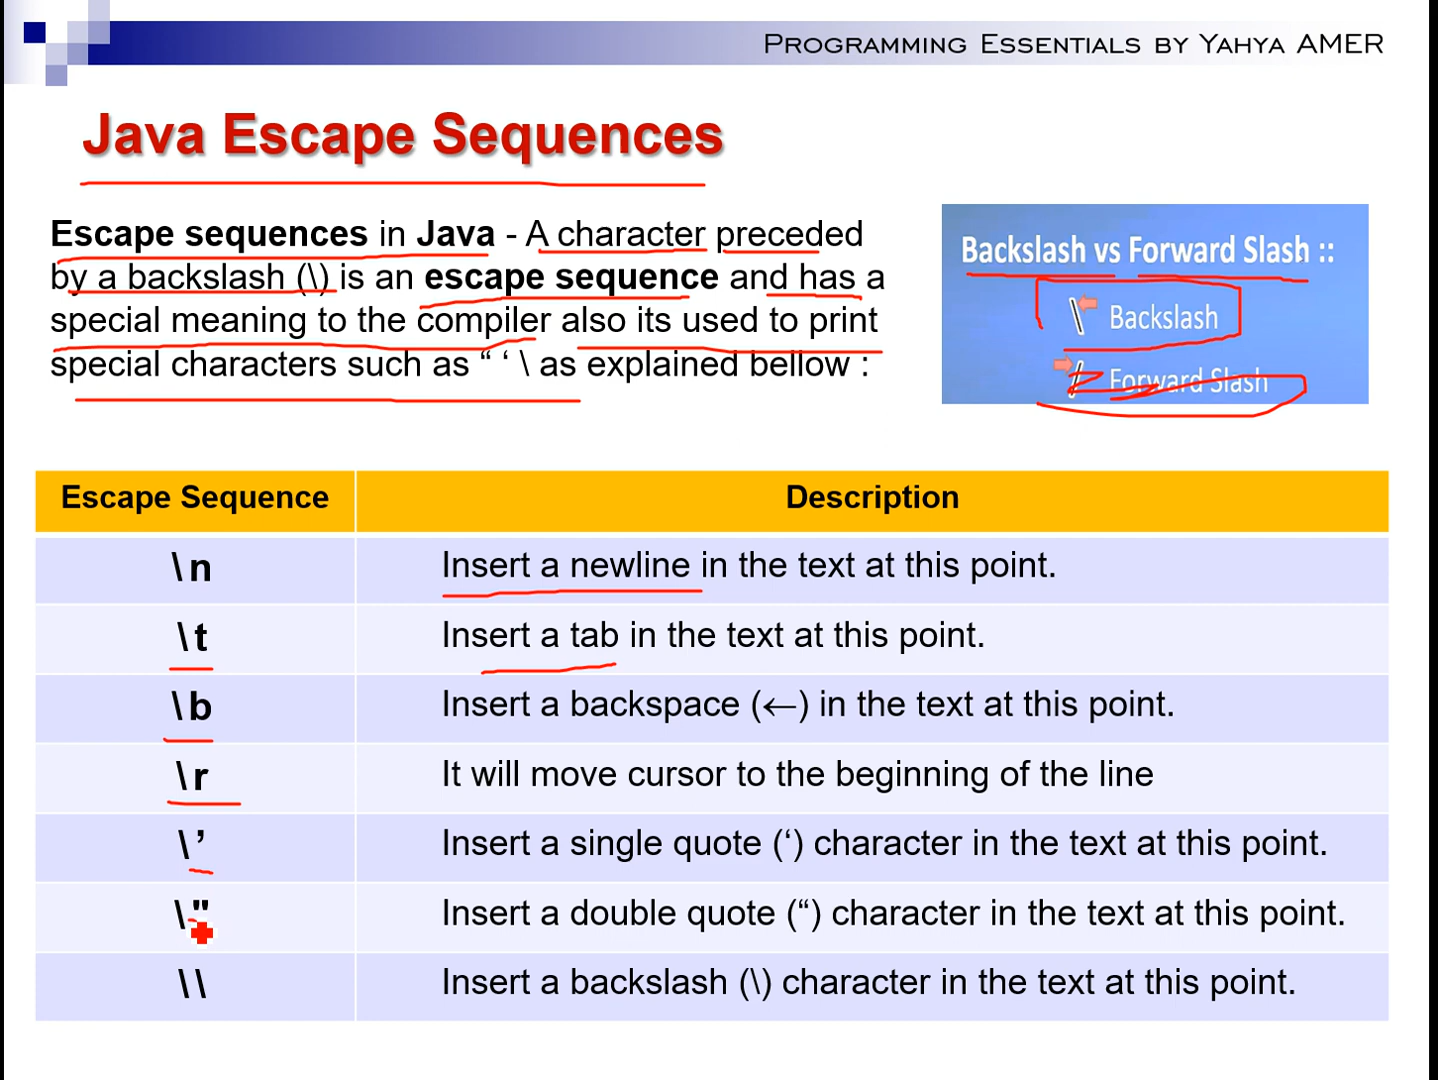 PROGRAMMING ESSENTIALS BY YAHYA AMER
Java Escape Sequences
Escape sequences in Java - A character preceded
by a backslash (\) is an escape sequence and has a
special meaning to the compiler also its used to print
special characters such as “ ‘ \ as explained bellow :
Backslash vs Forward Slash ::
\ Backslash
/ Forward Slash
Escape Sequence Description
\n Insert a newline in the text at this point.
\t Insert a tab in the text at this point.
\b Insert a backspace (←) in the text at this point.
\r It will move cursor to the beginning of the line
\’ Insert a single quote (‘) character in the text at this point.
\" Insert a double quote (“) character in the text at this point.
\\ Insert a backslash (\) character in the text at this point.